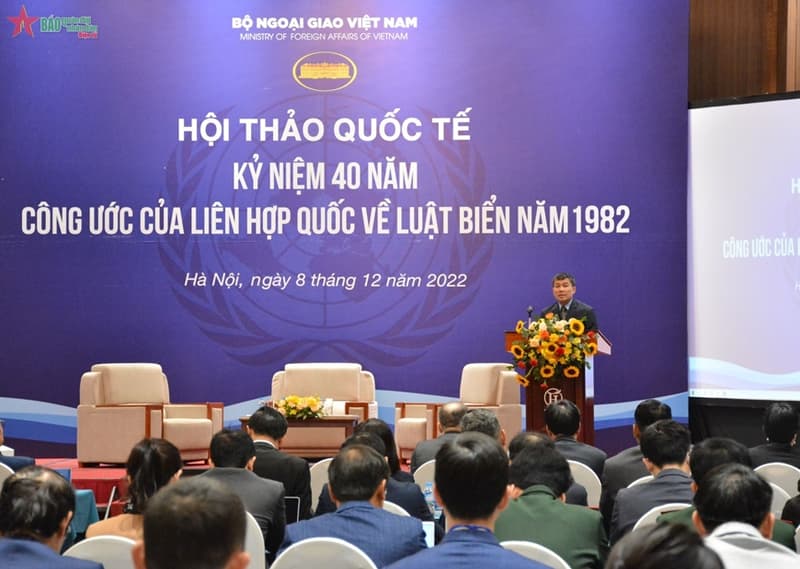 BÁO
BỘ NGOẠI GIAO VIỆT NAM
MINISTRY OF FOREIGN AFFAIRS OF VIETNAM
HỘI THẢO QUỐC TẾ
KỶ NIỆM 40 NĂM
CÔNG ƯỚC CỦA LIÊN HỢP QUỐC VỀ LUẬT BIỂN NĂM 1982
Hà Nội, ngày 8 tháng 12 năm 2022
H
CÔNG ƯỚC CỦA L